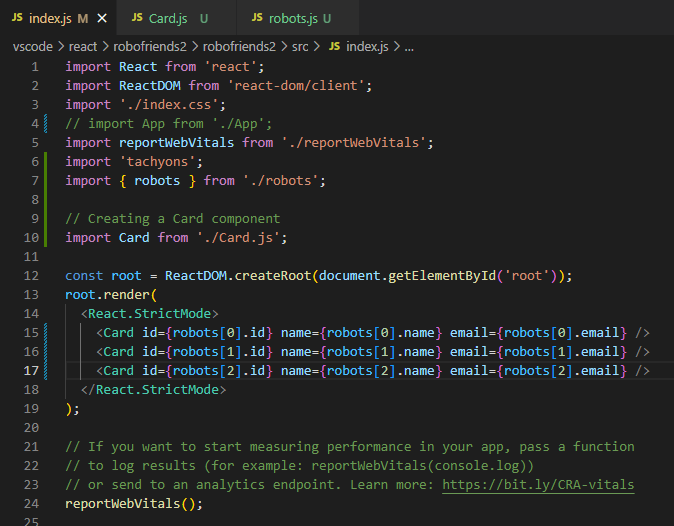 JS index.js M × JS Card.js U JS robots.js U
vscode > react > robofriends2 > robofriends2 > src > JS index.js > ...
1 import React from 'react';
2 import ReactDOM from 'react-dom/client';
3 import './index.css';
4 // import App from './App';
5 import reportWebVitals from './reportWebVitals';
6 import 'tachyons';
7 import { robots } from './robots';
8
9 // Creating a Card component
10 import Card from './Card.js';
11
12 const root = ReactDOM.createRoot(document.getElementById('root'));
13 root.render(
14   <React.StrictMode>
15     <Card id={robots[0].id} name={robots[0].name} email={robots[0].email} />
16     <Card id={robots[1].id} name={robots[1].name} email={robots[1].email} />
17     <Card id={robots[2].id} name={robots[2].name} email={robots[2].email} />
18   </React.StrictMode>
19 );
20
21 // If you want to start measuring performance in your app, pass a function
22 // to log results (for example: reportWebVitals(console.log))
23 // or send to an analytics endpoint. Learn more: https://bit.ly/CRA-vitals
24 reportWebVitals();
25